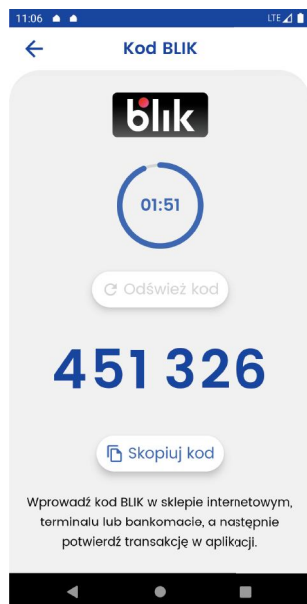 11:06 LTE
Kod BLIK
blik
01:51
Odśwież kod
451 326
Skopiuj kod
Wprowadź kod BLIK w sklepie internetowym,
terminalu lub bankomacie, a następnie
potwierdź transakcję w aplikacji.